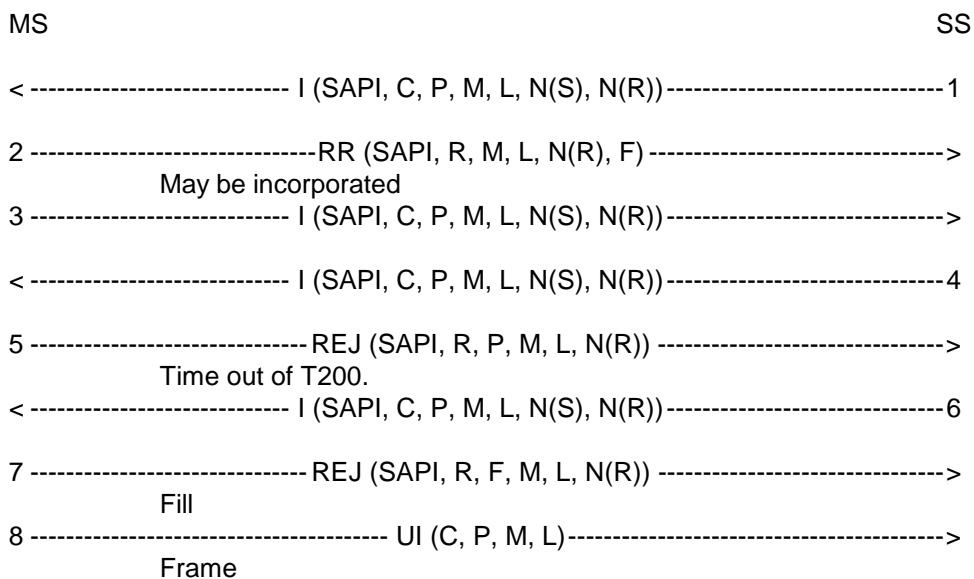 MS SS
< ----------------------------- I (SAPI, C, P, M, L, N(S), N(R))-------------------------------1
2 --------------------------------RR (SAPI, R, M, L, N(R), F) --------------------------------->
May be incorporated
3 ----------------------------- I (SAPI, C, P, M, L, N(S), N(R))------------------------------->
< ----------------------------- I (SAPI, C, P, M, L, N(S), N(R))-------------------------------4
5 -------------------------------REJ (SAPI, R, P, M, L, N(R)) -------------------------------->
Time out of T200.
< ----------------------------- I (SAPI, C, P, M, L, N(S), N(R))-------------------------------6
7 -------------------------------REJ (SAPI, R, F, M, L, N(R)) -------------------------------->
Fill
8 ---------------------------------------- UI (C, P, M, L)------------------------------------------>
Frame